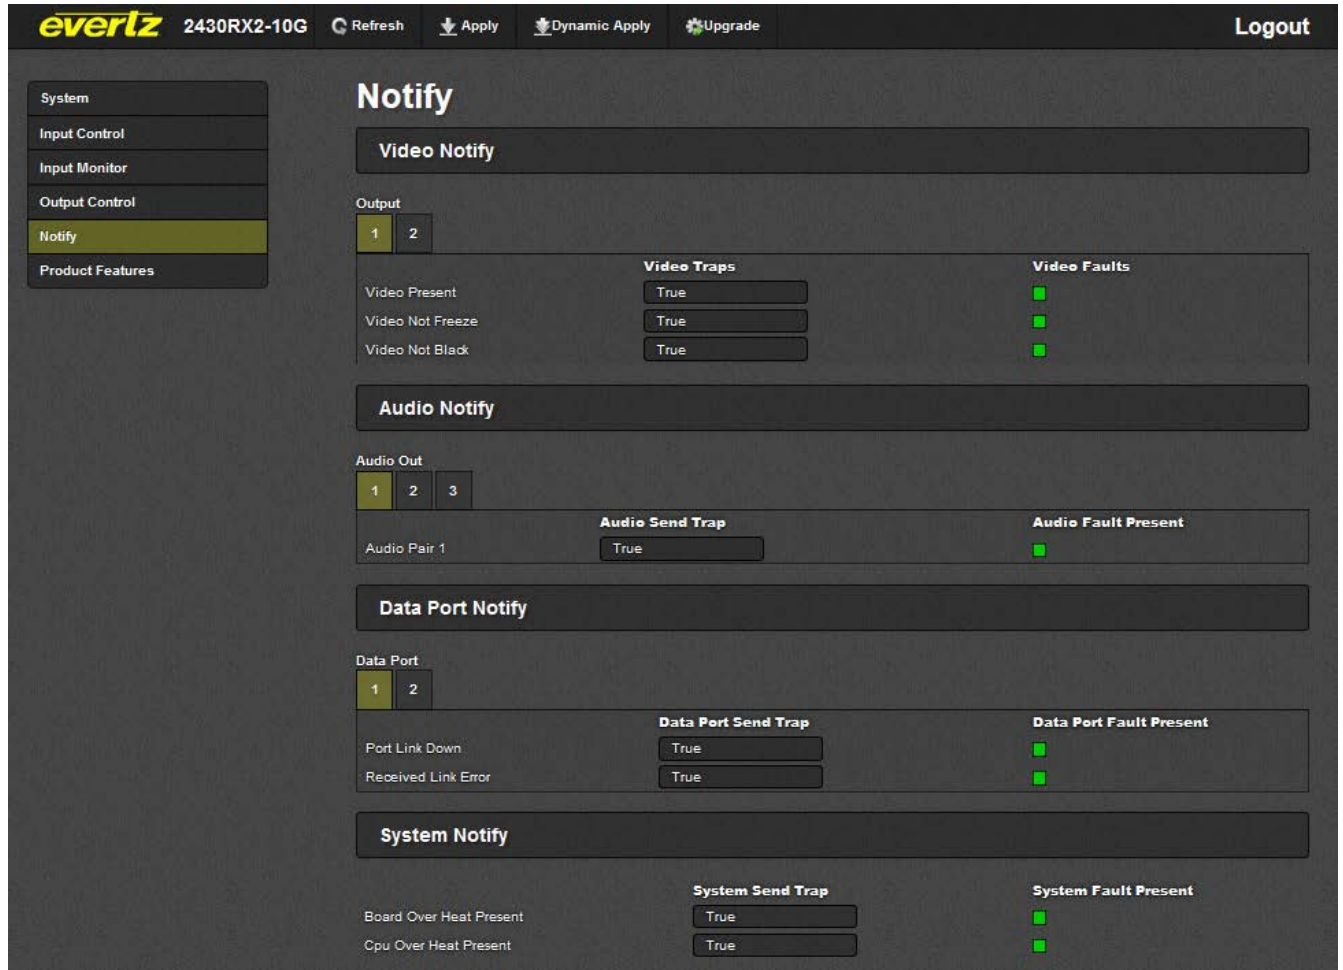 evertz 2430RX2-10G Refresh Apply Dynamic Apply Upgrade Logout
System
Input Control
Input Monitor
Output Control
Notify
Product Features
Notify
Video Notify
Output
1 2
Video Traps Video Faults
Video Present True
Video Not Freeze True
Video Not Black True
Audio Notify
Audio Out
1 2 3
Audio Send Trap Audio Fault Present
Audio Pair 1 True
Data Port Notify
Data Port
1 2
Data Port Send Trap Data Port Fault Present
Port Link Down True
Received Link Error True
System Notify
System Send Trap System Fault Present
Board Over Heat Present True
Cpu Over Heat Present True